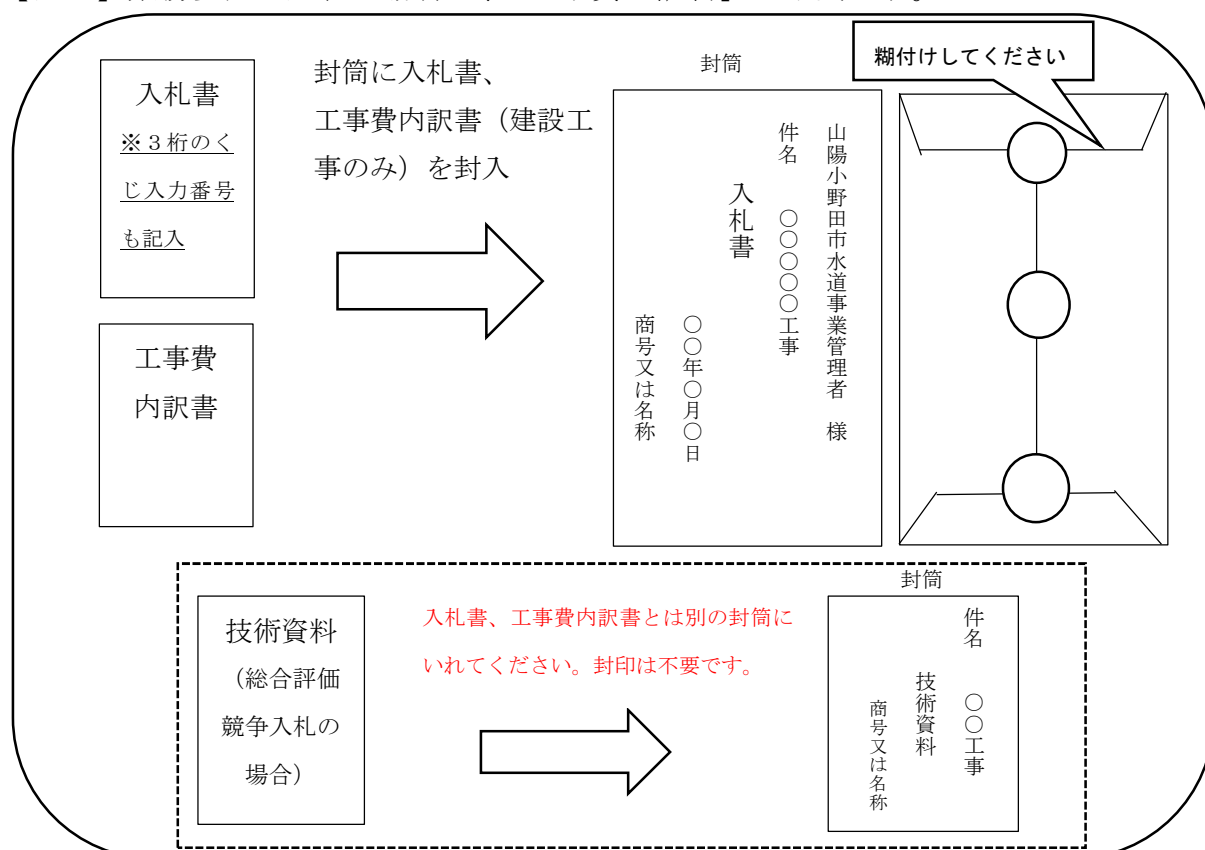 入札書
※３桁のく
じ入力番号
も記入
封筒に入札書、
工事費内訳書（建設工
事のみ）を封入
工事費
内訳書
封筒
山陽小野田市水道事業管理者　様
件名　　〇〇〇〇〇工事
入札書
〇〇年〇月〇日
商号又は名称
糊付けしてください
技術資料
（総合評価
競争入札の
場合）
入札書、工事費内訳書とは別の封筒に
いれてください。封印は不要です。
封筒
件名　　〇〇工事
技術資料
商号又は名称